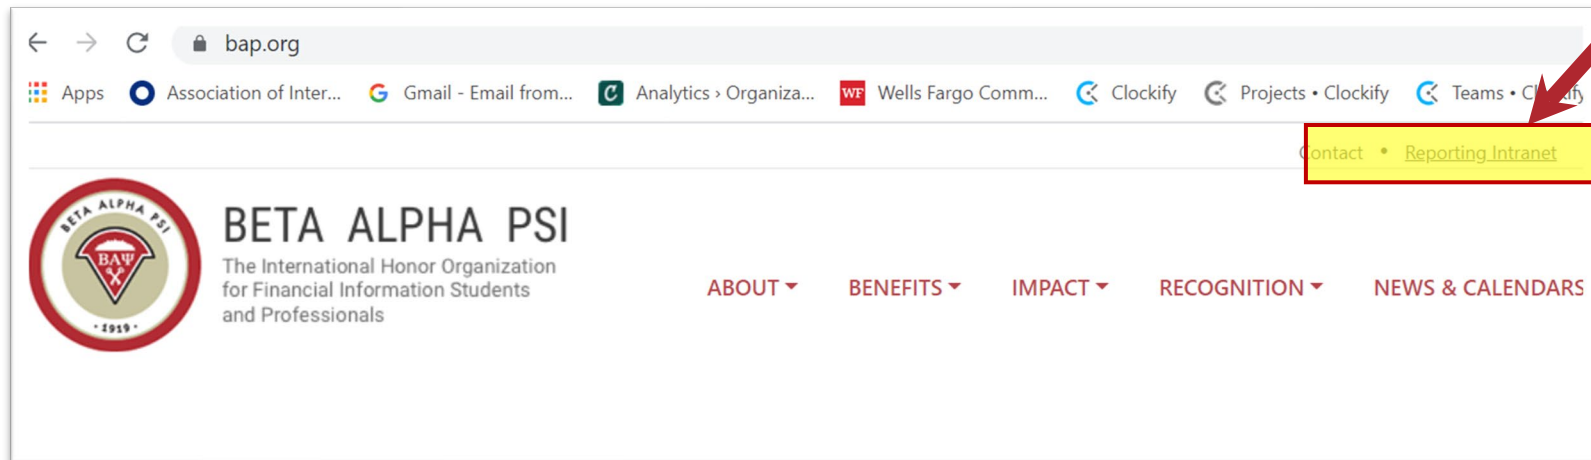 bap.org
Apps Association of Inter... Gmail - Email from... Analytics › Organiza... Wells Fargo Comm... Clockify Projects • Clockify Teams •
Contact • Reporting Intranet
BETA ALPHA PSI
ΒΑΨ
· 1919 ·
BETA ALPHA PSI
The International Honor Organization
for Financial Information Students
and Professionals
ABOUT BENEFITS IMPACT RECOGNITION NEWS & CALENDARS